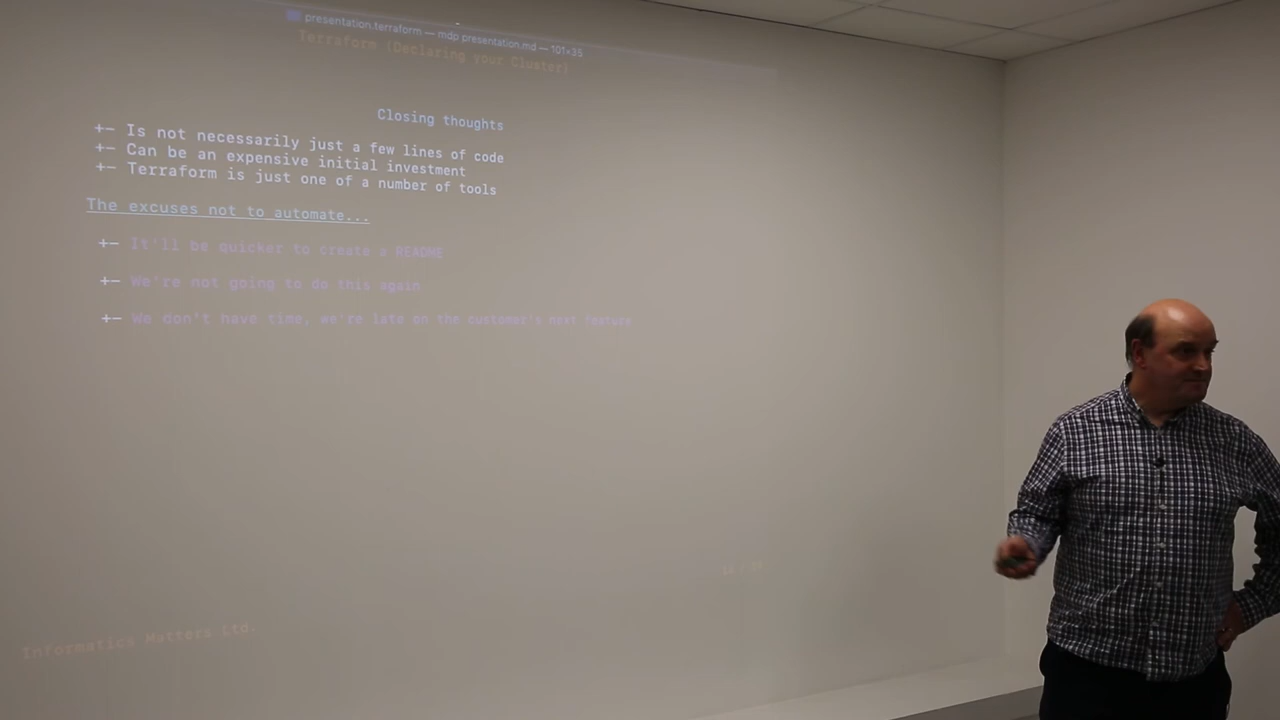 presentation.terraform — mdp presentation.md — 101×35
Terraform (Declaring your Cluster)
Closing thoughts
+- Is not necessarily just a few lines of code
+- Can be an expensive initial investment
+- Terraform is just one of a number of tools
The excuses not to automate...
+- It'll be quicker to create a README
+- We're not going to do this again
+- We don't have time, we're late on the customer's next feature
Informatics Matters Ltd.